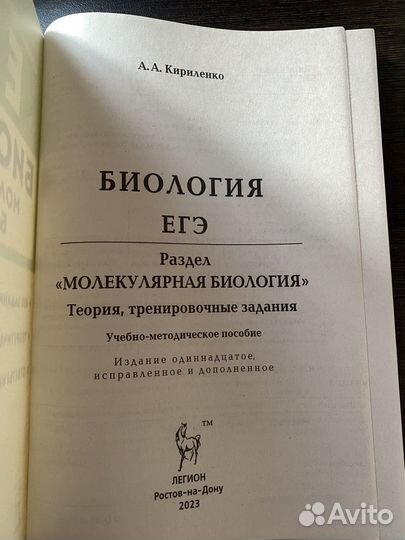 А. А. Кириленко
БИОЛОГИЯ
ЕГЭ
Раздел
«МОЛЕКУЛЯРНАЯ БИОЛОГИЯ»
Теория, тренировочные задания
Учебно-методическое пособие
Издание одиннадцатое,
исправленное и дополненное
TM
ЛЕГИОН
Ростов-на-Дону
2023
Avito